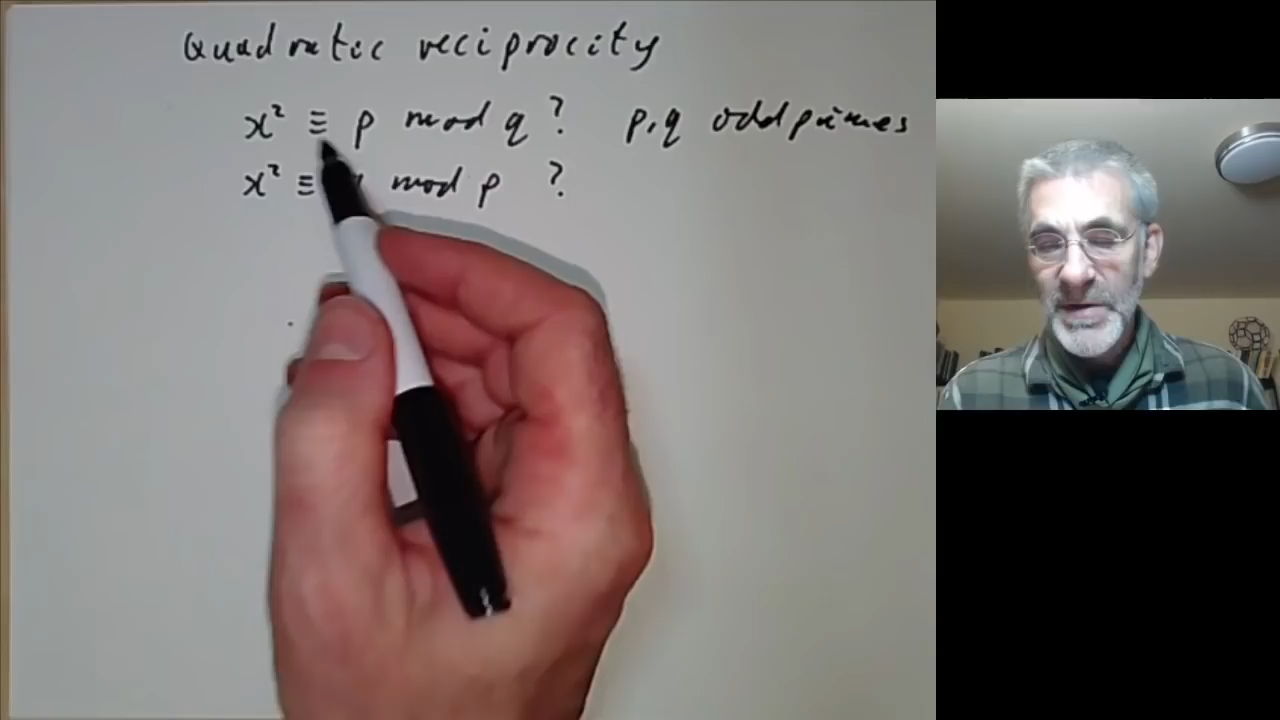 Quadratic reciprocity
x² ≡ p mod q ? p,q odd primes
x² ≡ mod p ?